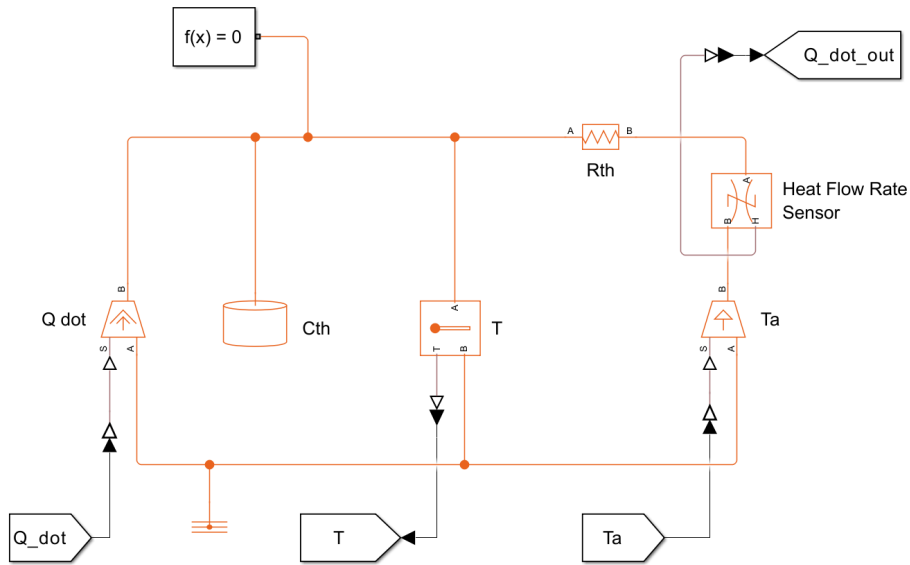 f(x) = 0
Q_dot_out
A
B
Rth
A
Heat Flow Rate
Sensor
B
H
B
Q dot
S
A
Cth
A
T
T
B
B
Ta
S
A
Q_dot
T
Ta